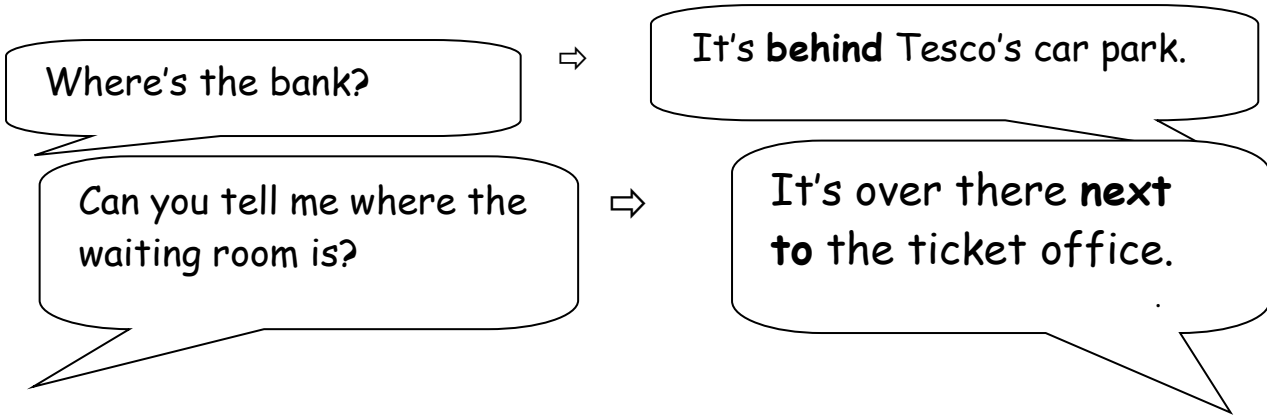 Where's the bank?
It's behind Tesco's car park.
Can you tell me where the
waiting room is?
It's over there next
to the ticket office.
.